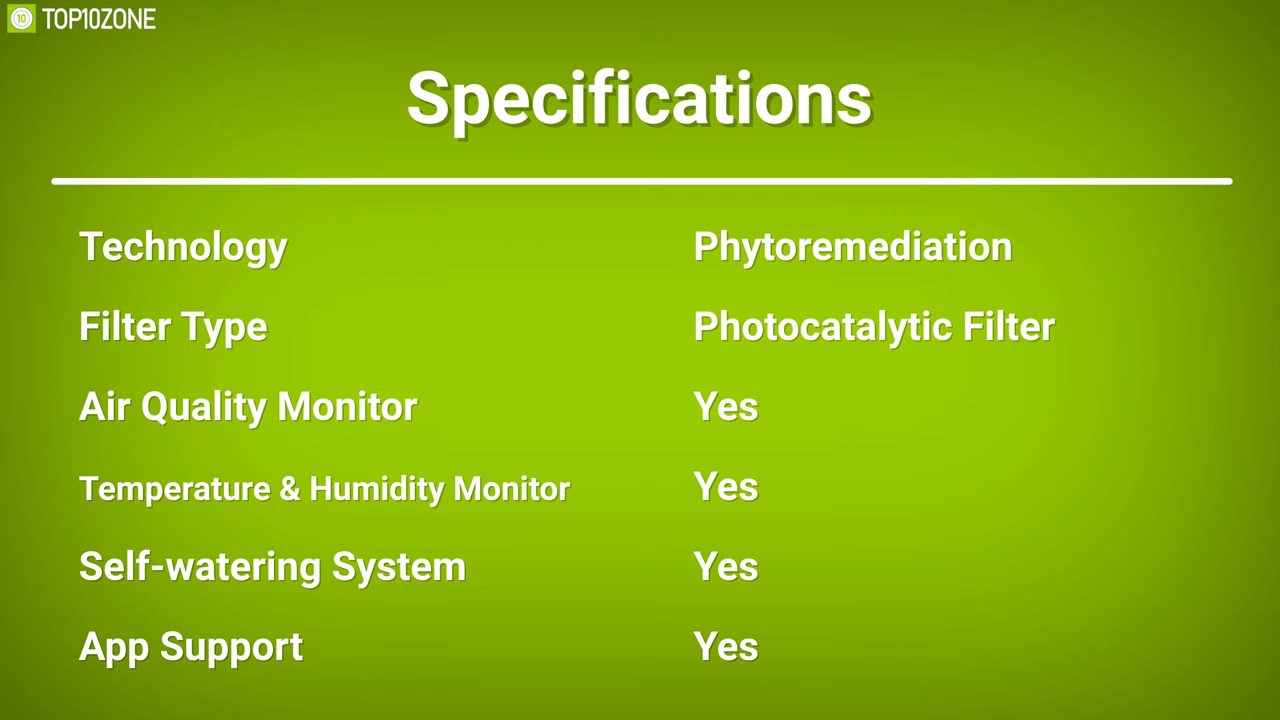 10 TOP10ZONE
Specifications
Technology Phytoremediation
Filter Type Photocatalytic Filter
Air Quality Monitor Yes
Temperature & Humidity Monitor Yes
Self-watering System Yes
App Support Yes